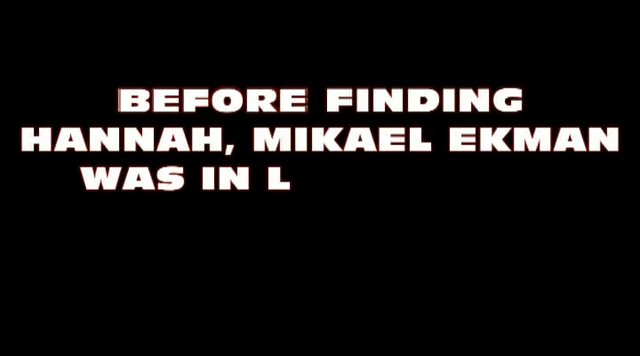 BEFORE FINDING
HANNAH, MIKAEL EKMAN
WAS IN L